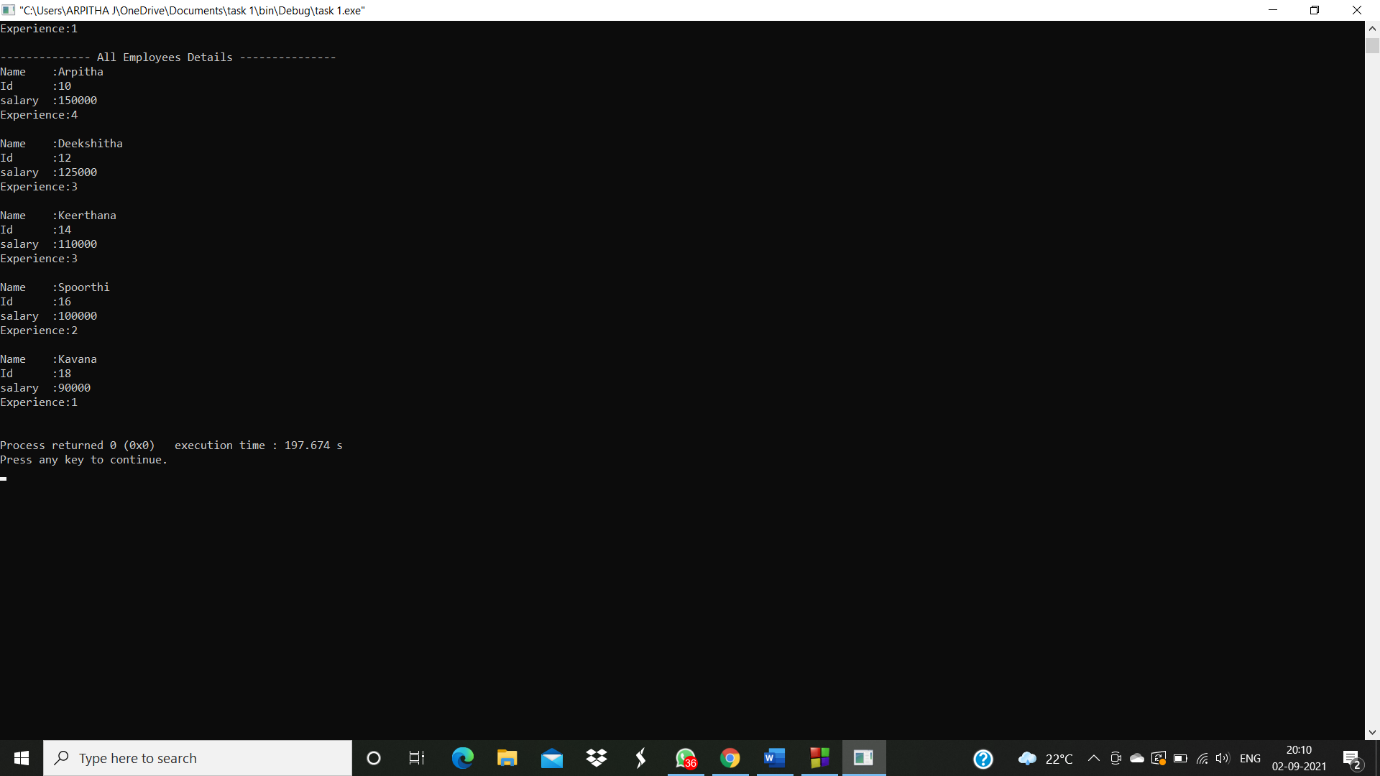 "C:\Users\ARPITHA J\OneDrive\Documents\task 1\bin\Debug\task 1.exe"
Experience:1
-------------- All Employees Details ---------------
Name    :Arpitha
Id      :10
salary  :150000
Experience:4
Name    :Deekshitha
Id      :12
salary  :125000
Experience:3
Name    :Keerthana
Id      :14
salary  :110000
Experience:3
Name    :Spoorthi
Id      :16
salary  :100000
Experience:2
Name    :Kavana
Id      :18
salary  :90000
Experience:1
Process returned 0 (0x0)   execution time : 197.674 s
Press any key to continue.
Type here to search
36
W
?
22°C
ENG
20:10
02-09-2021
2